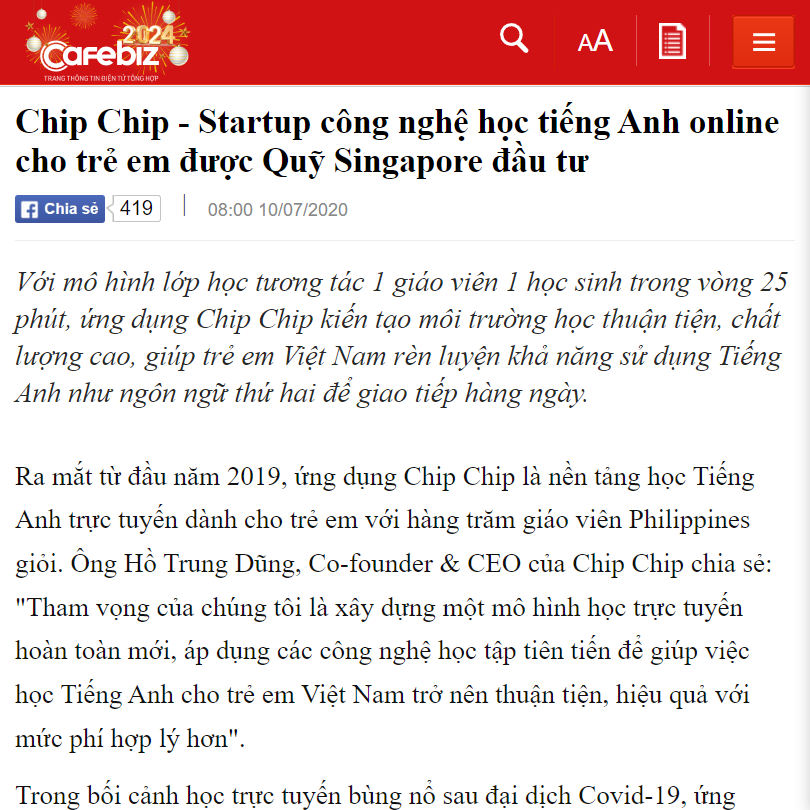 2024
Cafebiz
TRANG THÔNG TIN ĐIỆN TỬ TỔNG HỢP
AA
Chip Chip - Startup công nghệ học tiếng Anh online
cho trẻ em được Quỹ Singapore đầu tư
Chia sẻ 419 08:00 10/07/2020
Với mô hình lớp học tương tác 1 giáo viên 1 học sinh trong vòng 25
phút, ứng dụng Chip Chip kiến tạo môi trường học thuận tiện, chất
lượng cao, giúp trẻ em Việt Nam rèn luyện khả năng sử dụng Tiếng
Anh như ngôn ngữ thứ hai để giao tiếp hàng ngày.
Ra mắt từ đầu năm 2019, ứng dụng Chip Chip là nền tảng học Tiếng
Anh trực tuyến dành cho trẻ em với hàng trăm giáo viên Philippines
giỏi. Ông Hồ Trung Dũng, Co-founder & CEO của Chip Chip chia sẻ:
"Tham vọng của chúng tôi là xây dựng một mô hình học trực tuyến
hoàn toàn mới, áp dụng các công nghệ học tập tiên tiến để giúp việc
học Tiếng Anh cho trẻ em Việt Nam trở nên thuận tiện, hiệu quả với
mức phí hợp lý hơn".
Trong bối cảnh học trực tuyến bùng nổ sau đại dịch Covid-19, ứng